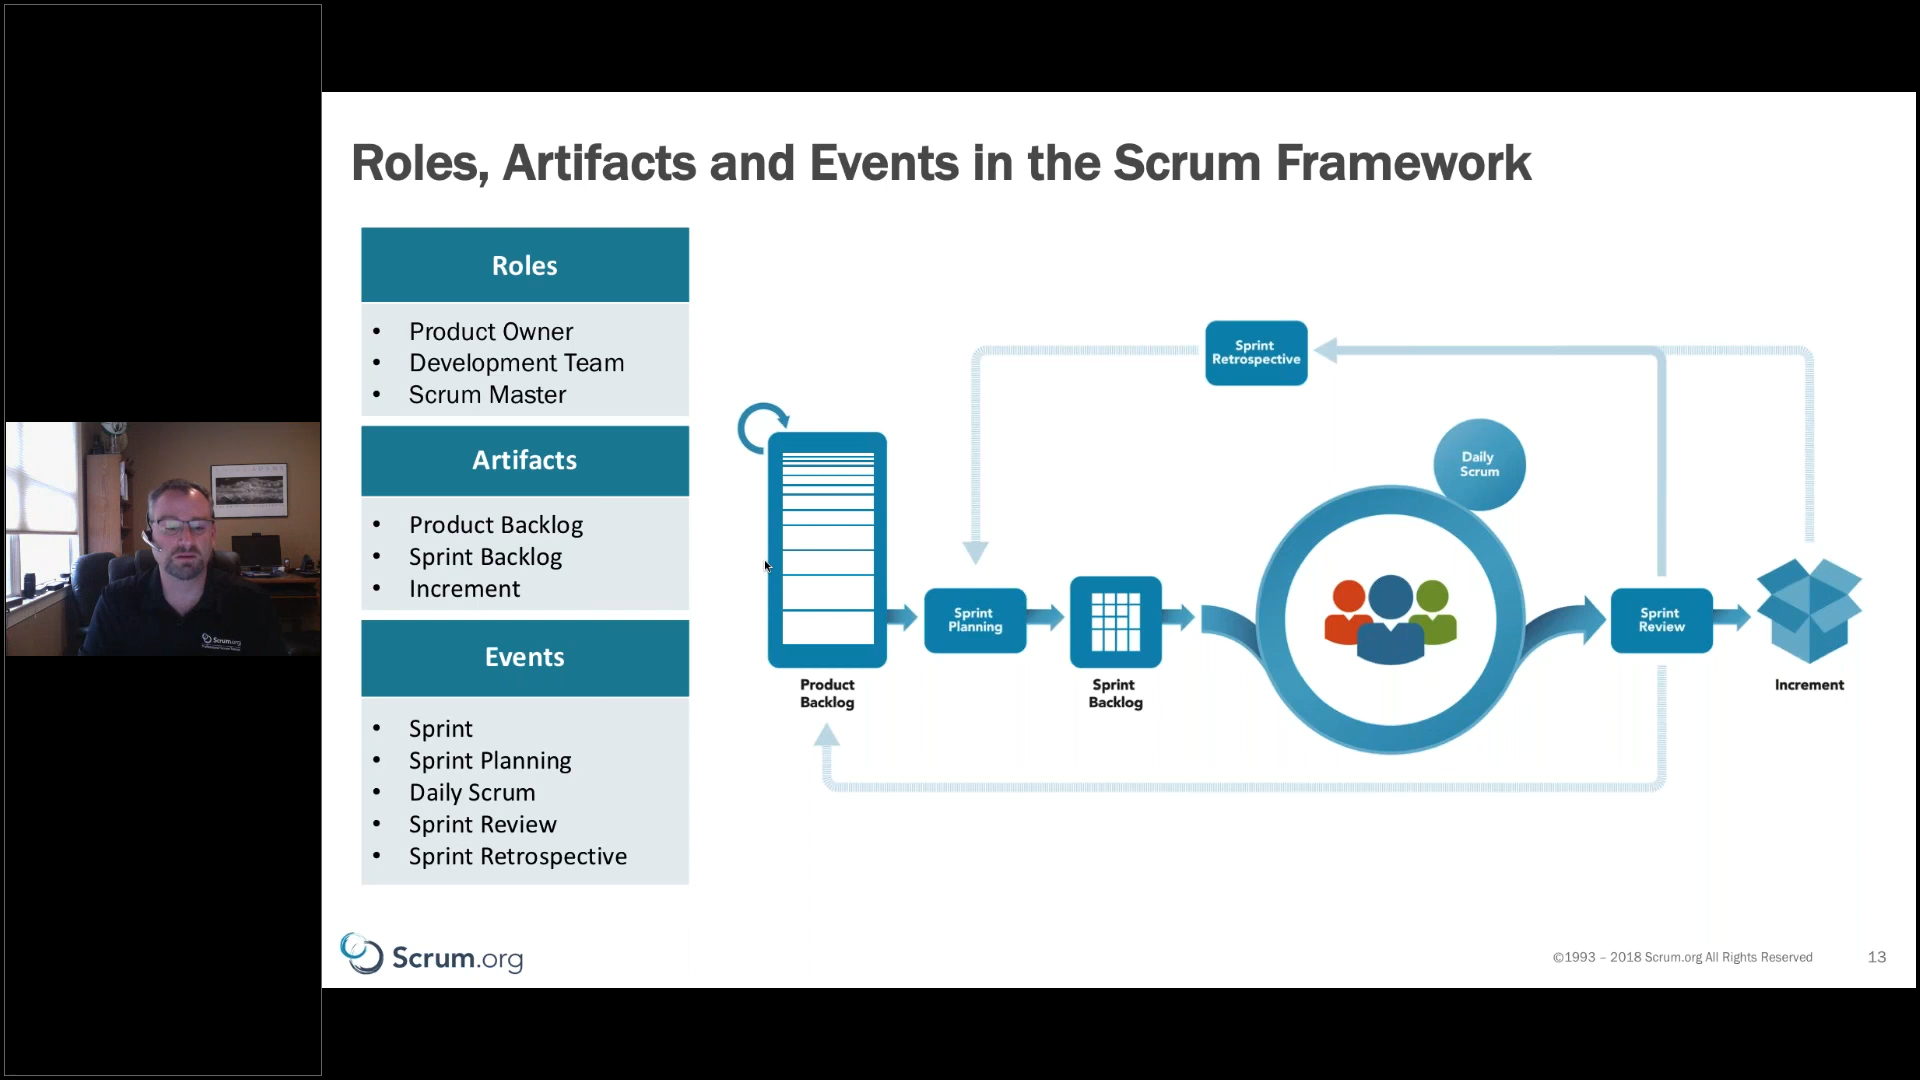 Roles, Artifacts and Events in the Scrum Framework
Roles
• Product Owner
• Development Team
• Scrum Master
Artifacts
• Product Backlog
• Sprint Backlog
• Increment
Events
• Sprint
• Sprint Planning
• Daily Scrum
• Sprint Review
• Sprint Retrospective
Sprint
Retrospective
Daily
Scrum
Sprint
Planning
Sprint
Review
Product
Backlog
Sprint
Backlog
Increment
Scrum.org
©1993 – 2018 Scrum.org All Rights Reserved
13
Scrum.org